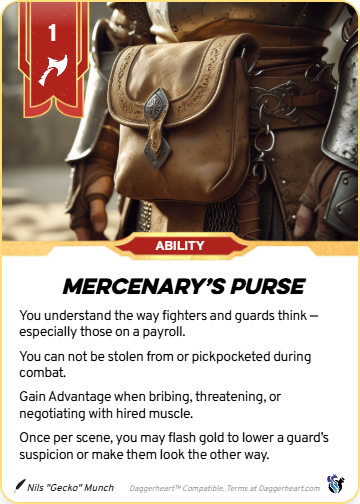 1
ABILITY
MERCENARY'S PURSE
You understand the way fighters and guards think —
especially those on a payroll.
You can not be stolen from or pickpocketed during
combat.
Gain Advantage when bribing, threatening, or
negotiating with hired muscle.
Once per scene, you may flash gold to lower a guard's
suspicion or make them look the other way.
Nils "Gecko" Munch
Daggerheart™ Compatible. Terms at Daggerheart.com